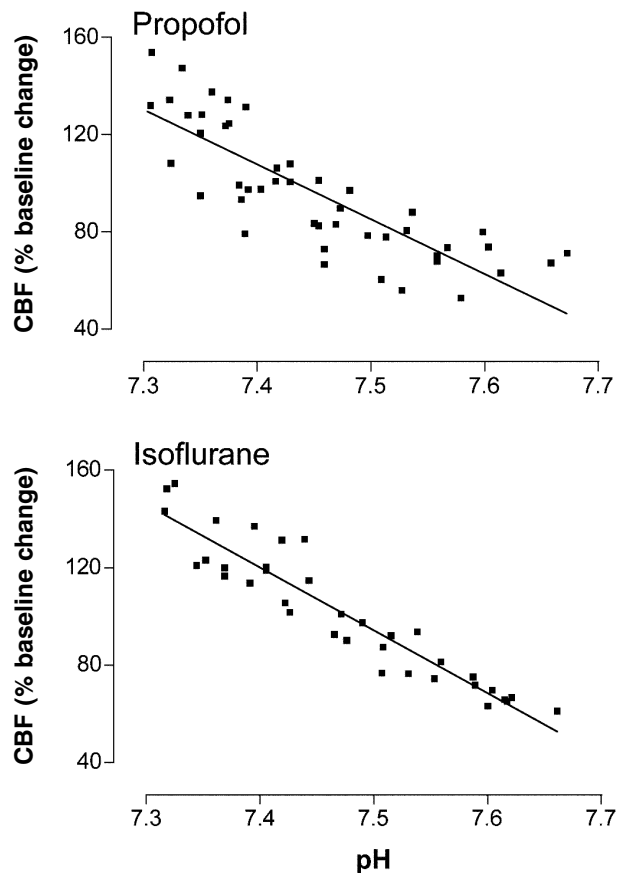 Propofol
CBF (% baseline change)
160
120
80
40
7.3 7.4 7.5 7.6 7.7
Isoflurane
CBF (% baseline change)
160
120
80
40
7.3 7.4 7.5 7.6 7.7
pH